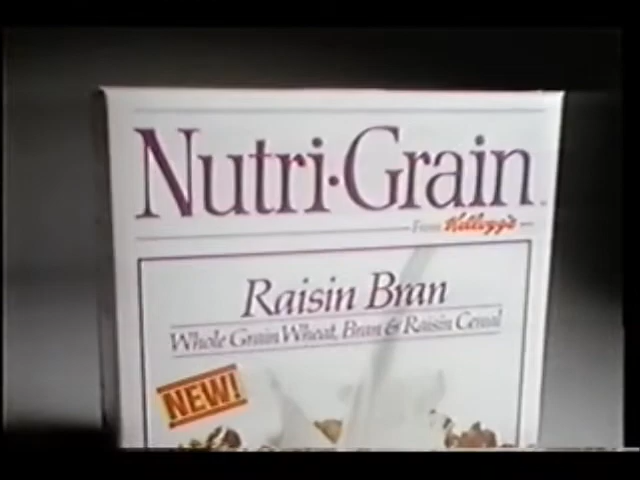 Nutri·Grain
From Kellogg's
Raisin Bran
Whole Grain Wheat, Bran & Raisin Cereal
NEW!